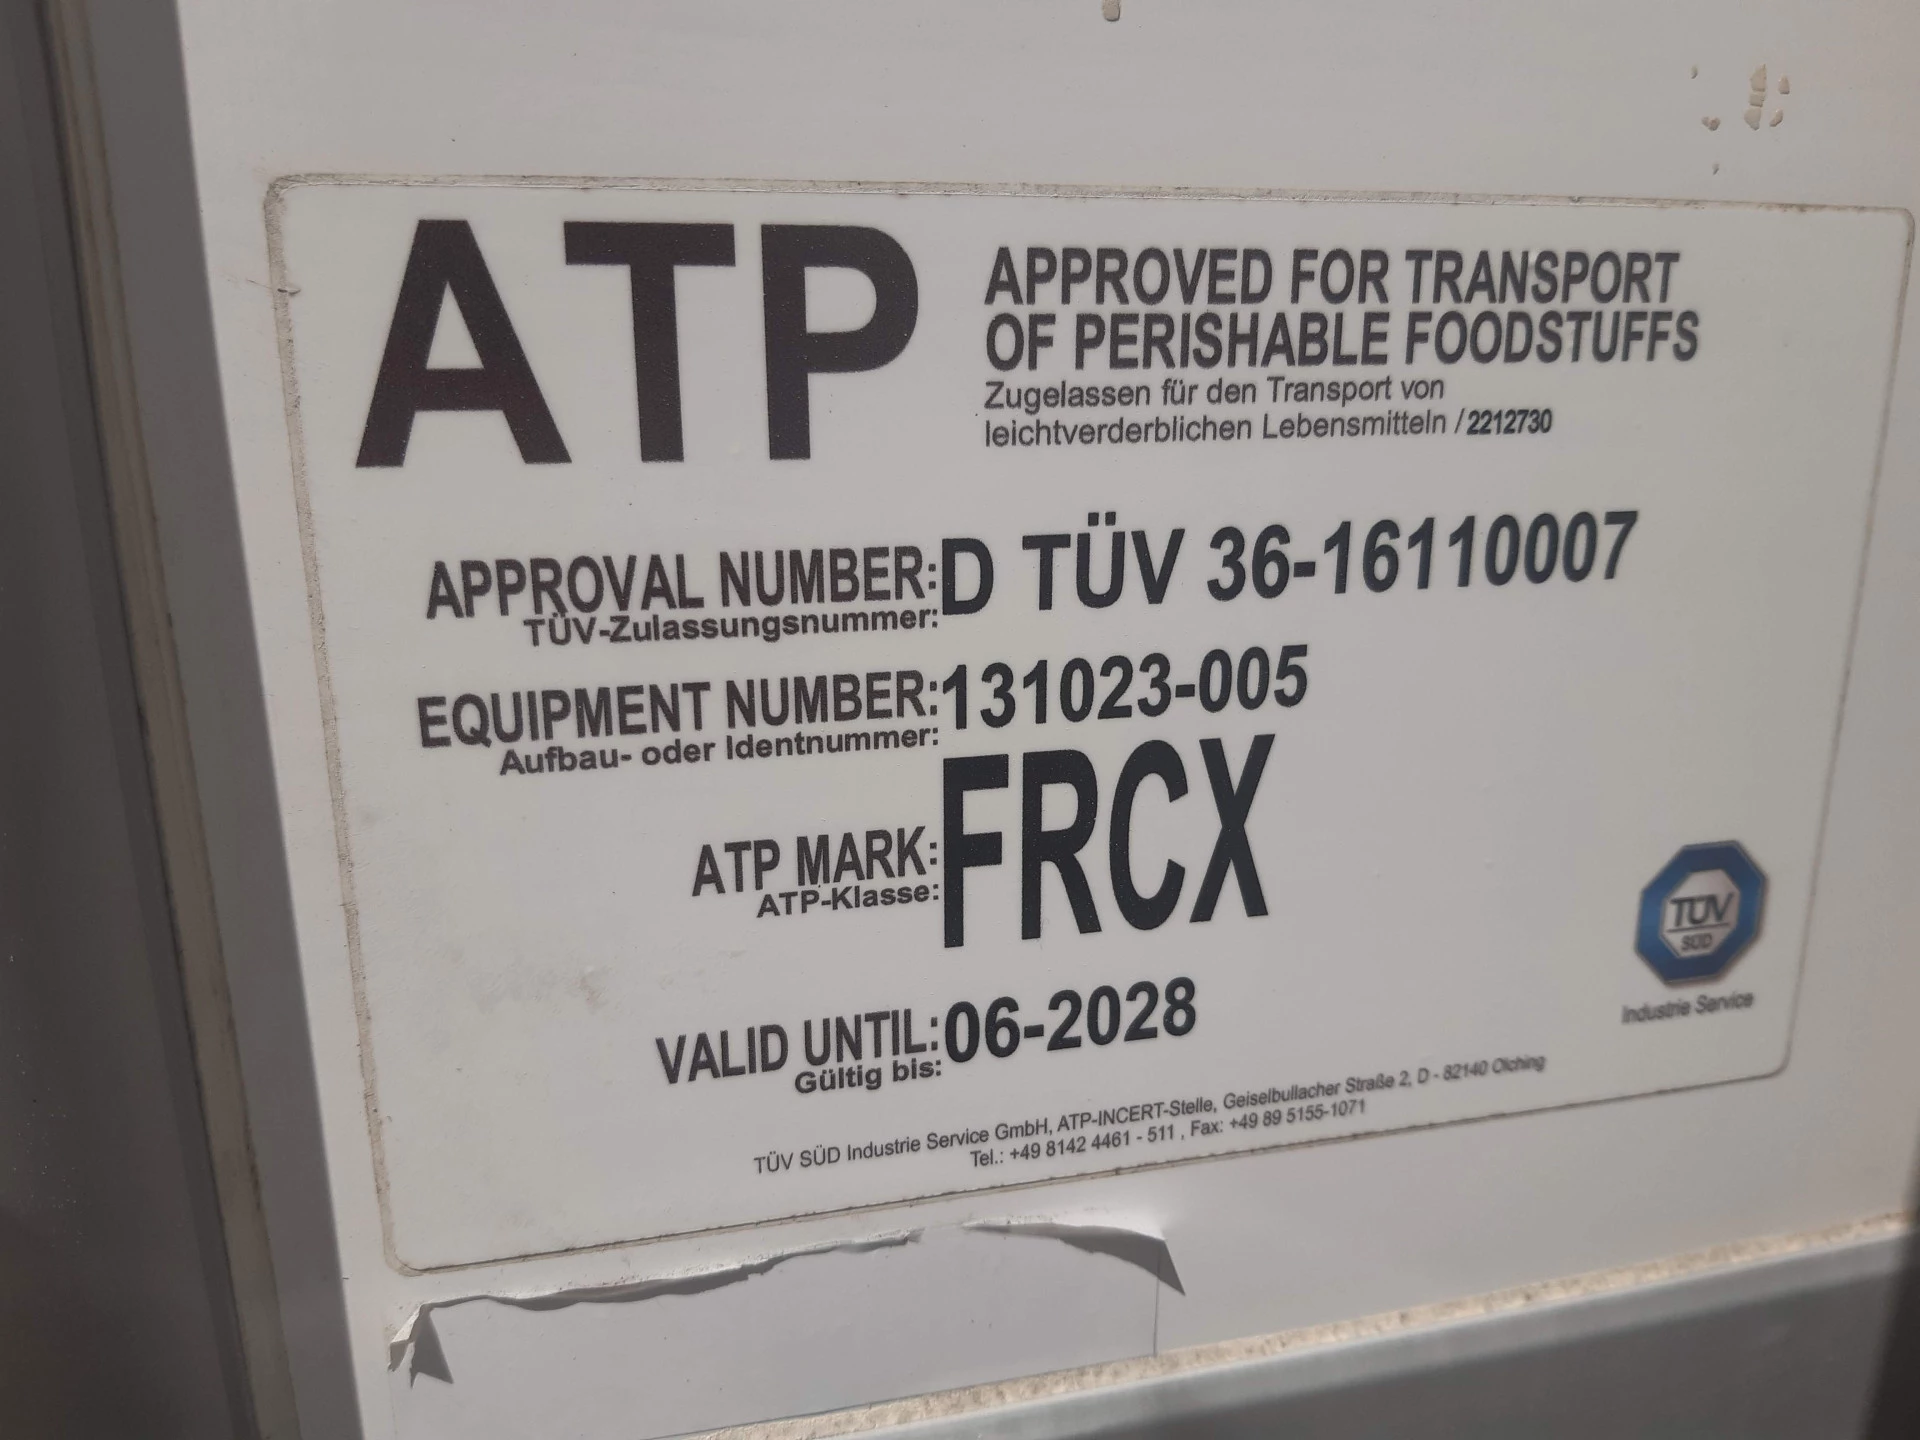 ATP
APPROVED FOR TRANSPORT
OF PERISHABLE FOODSTUFFS
Zugelassen für den Transport von
leichtverderblichen Lebensmitteln / 2212730
APPROVAL NUMBER: D TÜV 36-16110007
TÜV-Zulassungsnummer:
EQUIPMENT NUMBER: 131023-005
Aufbau- oder Identnummer:
ATP MARK: FRCX
ATP-Klasse:
VALID UNTIL: 06-2028
Gültig bis:
TÜV
SÜD
Industrie Service
TÜV SÜD Industrie Service GmbH, ATP-INCERT-Stelle, Geiselbullacher Straße 2, D - 82140 Olching
Tel.: +49 8142 4461 - 511 , Fax: +49 89 5155-1071